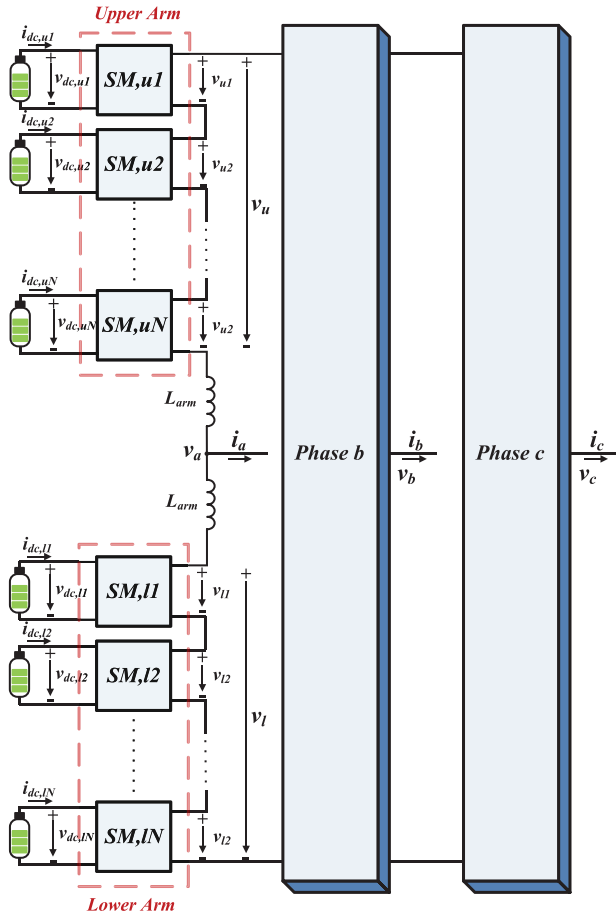 Upper Arm
i_dc,u1
+
v_dc,u1
SM,u1
+
v_u1
+
i_dc,u2
+
v_dc,u2
SM,u2
+
v_u2
v_u
i_dc,uN
+
v_dc,uN
SM,uN
+
v_u2
L_arm
v_a
i_a
Phase b
i_b
v_b
Phase c
i_c
v_c
L_arm
i_dc,l1
+
v_dc,l1
SM,l1
+
v_l1
+
i_dc,l2
+
v_dc,l2
SM,l2
+
v_l2
v_l
i_dc,lN
+
v_dc,lN
SM,lN
+
v_l2
Lower Arm